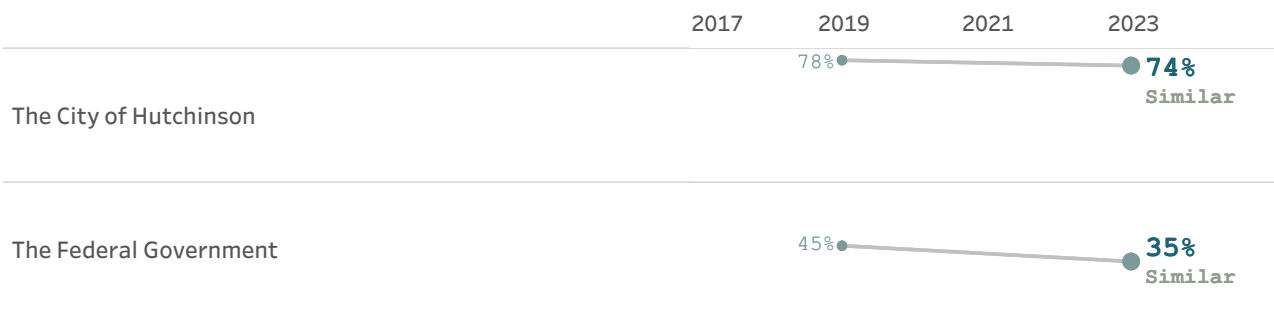 2017 2019 2021 2023
78% 74%
Similar
The City of Hutchinson
The Federal Government
45% 35%
Similar